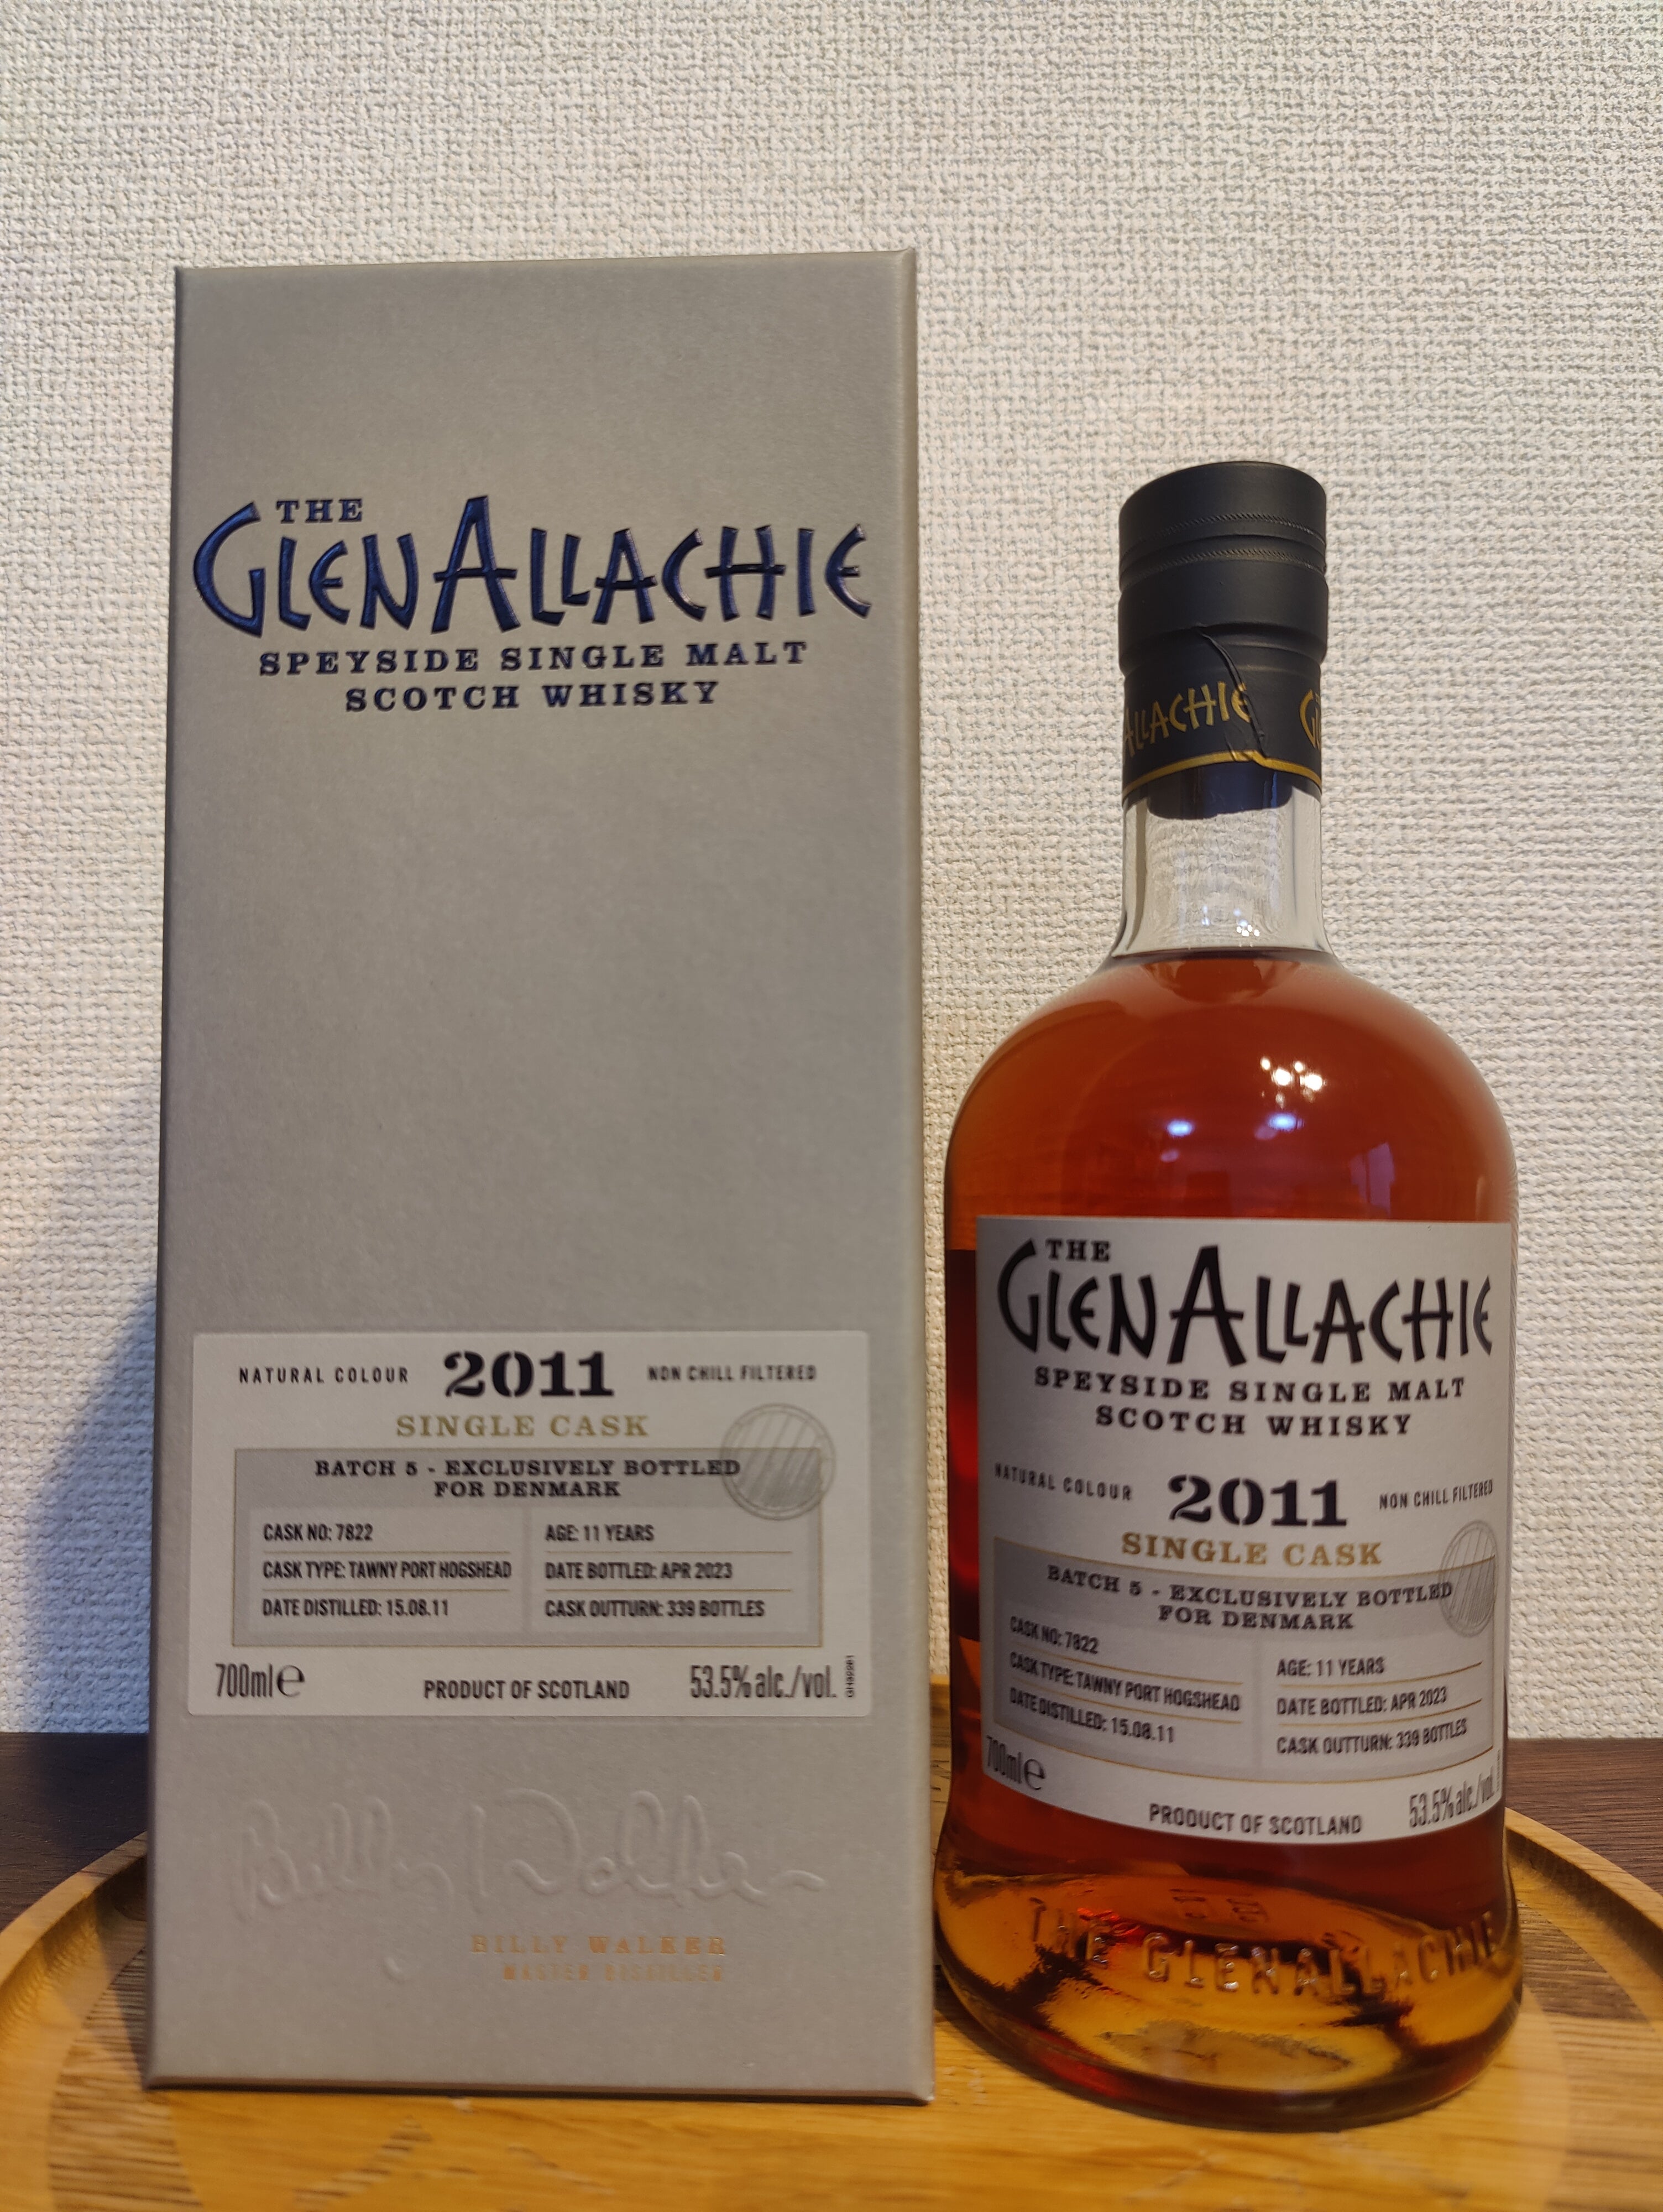 THE
GLENALLACHIE
SPEYSIDE SINGLE MALT
SCOTCH WHISKY
NATURAL COLOUR 2011 NON CHILL FILTERED
SINGLE CASK
BATCH 5 - EXCLUSIVELY BOTTLED
FOR DENMARK
CASK NO: 7822 AGE: 11 YEARS
CASK TYPE: TAWNY PORT HOGSHEAD DATE BOTTLED: APR 2023
DATE DISTILLED: 15.08.11 CASK OUTTURN: 339 BOTTLES
700ml e PRODUCT OF SCOTLAND 53.5% alc./vol.
Billy Walker
BILLY WALKER
MASTER DISTILLER
ALLACHIE
THE
GLENALLACHIE
SPEYSIDE SINGLE MALT
SCOTCH WHISKY
NATURAL COLOUR 2011 NON CHILL FILTERED
SINGLE CASK
BATCH 5 - EXCLUSIVELY BOTTLED
FOR DENMARK
CASK NO: 7822 AGE: 11 YEARS
CASK TYPE: TAWNY PORT HOGSHEAD DATE BOTTLED: APR 2023
DATE DISTILLED: 15.08.11 CASK OUTTURN: 339 BOTTLES
700ml e PRODUCT OF SCOTLAND 53.5% alc./vol.
THE GLENALLACHIE